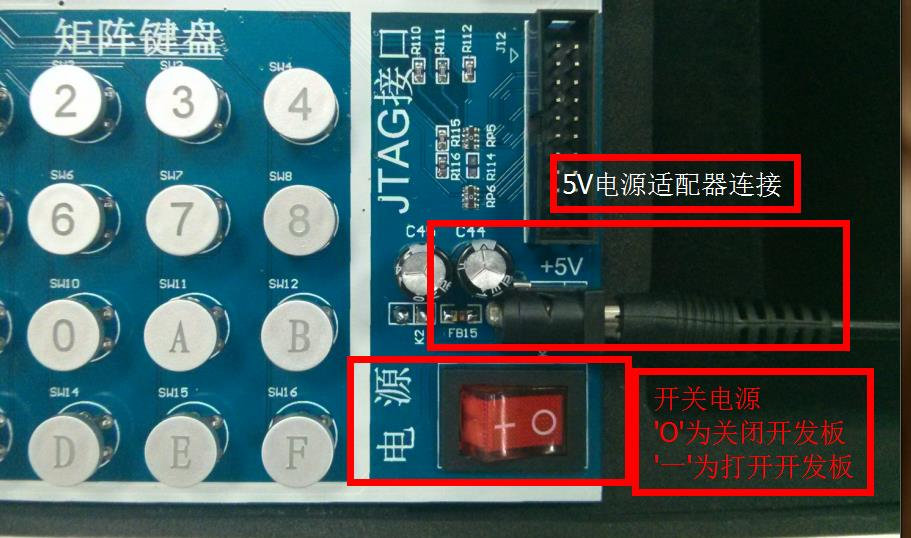 矩阵键盘
SW2 SW3 SW4
2 3 4
SW6 SW7 SW8
6 7 8
SW10 SW11 SW12
0 A B
SW14 SW15 SW16
D E F
JTAG接口
R110
R111
R112
J12
R115
RP5
R116
R114
RP6
C45 C44
+5V
K2
FB15
电源
O
5V电源适配器连接
开关电源
'O'为关闭开发板
'一'为打开开发板